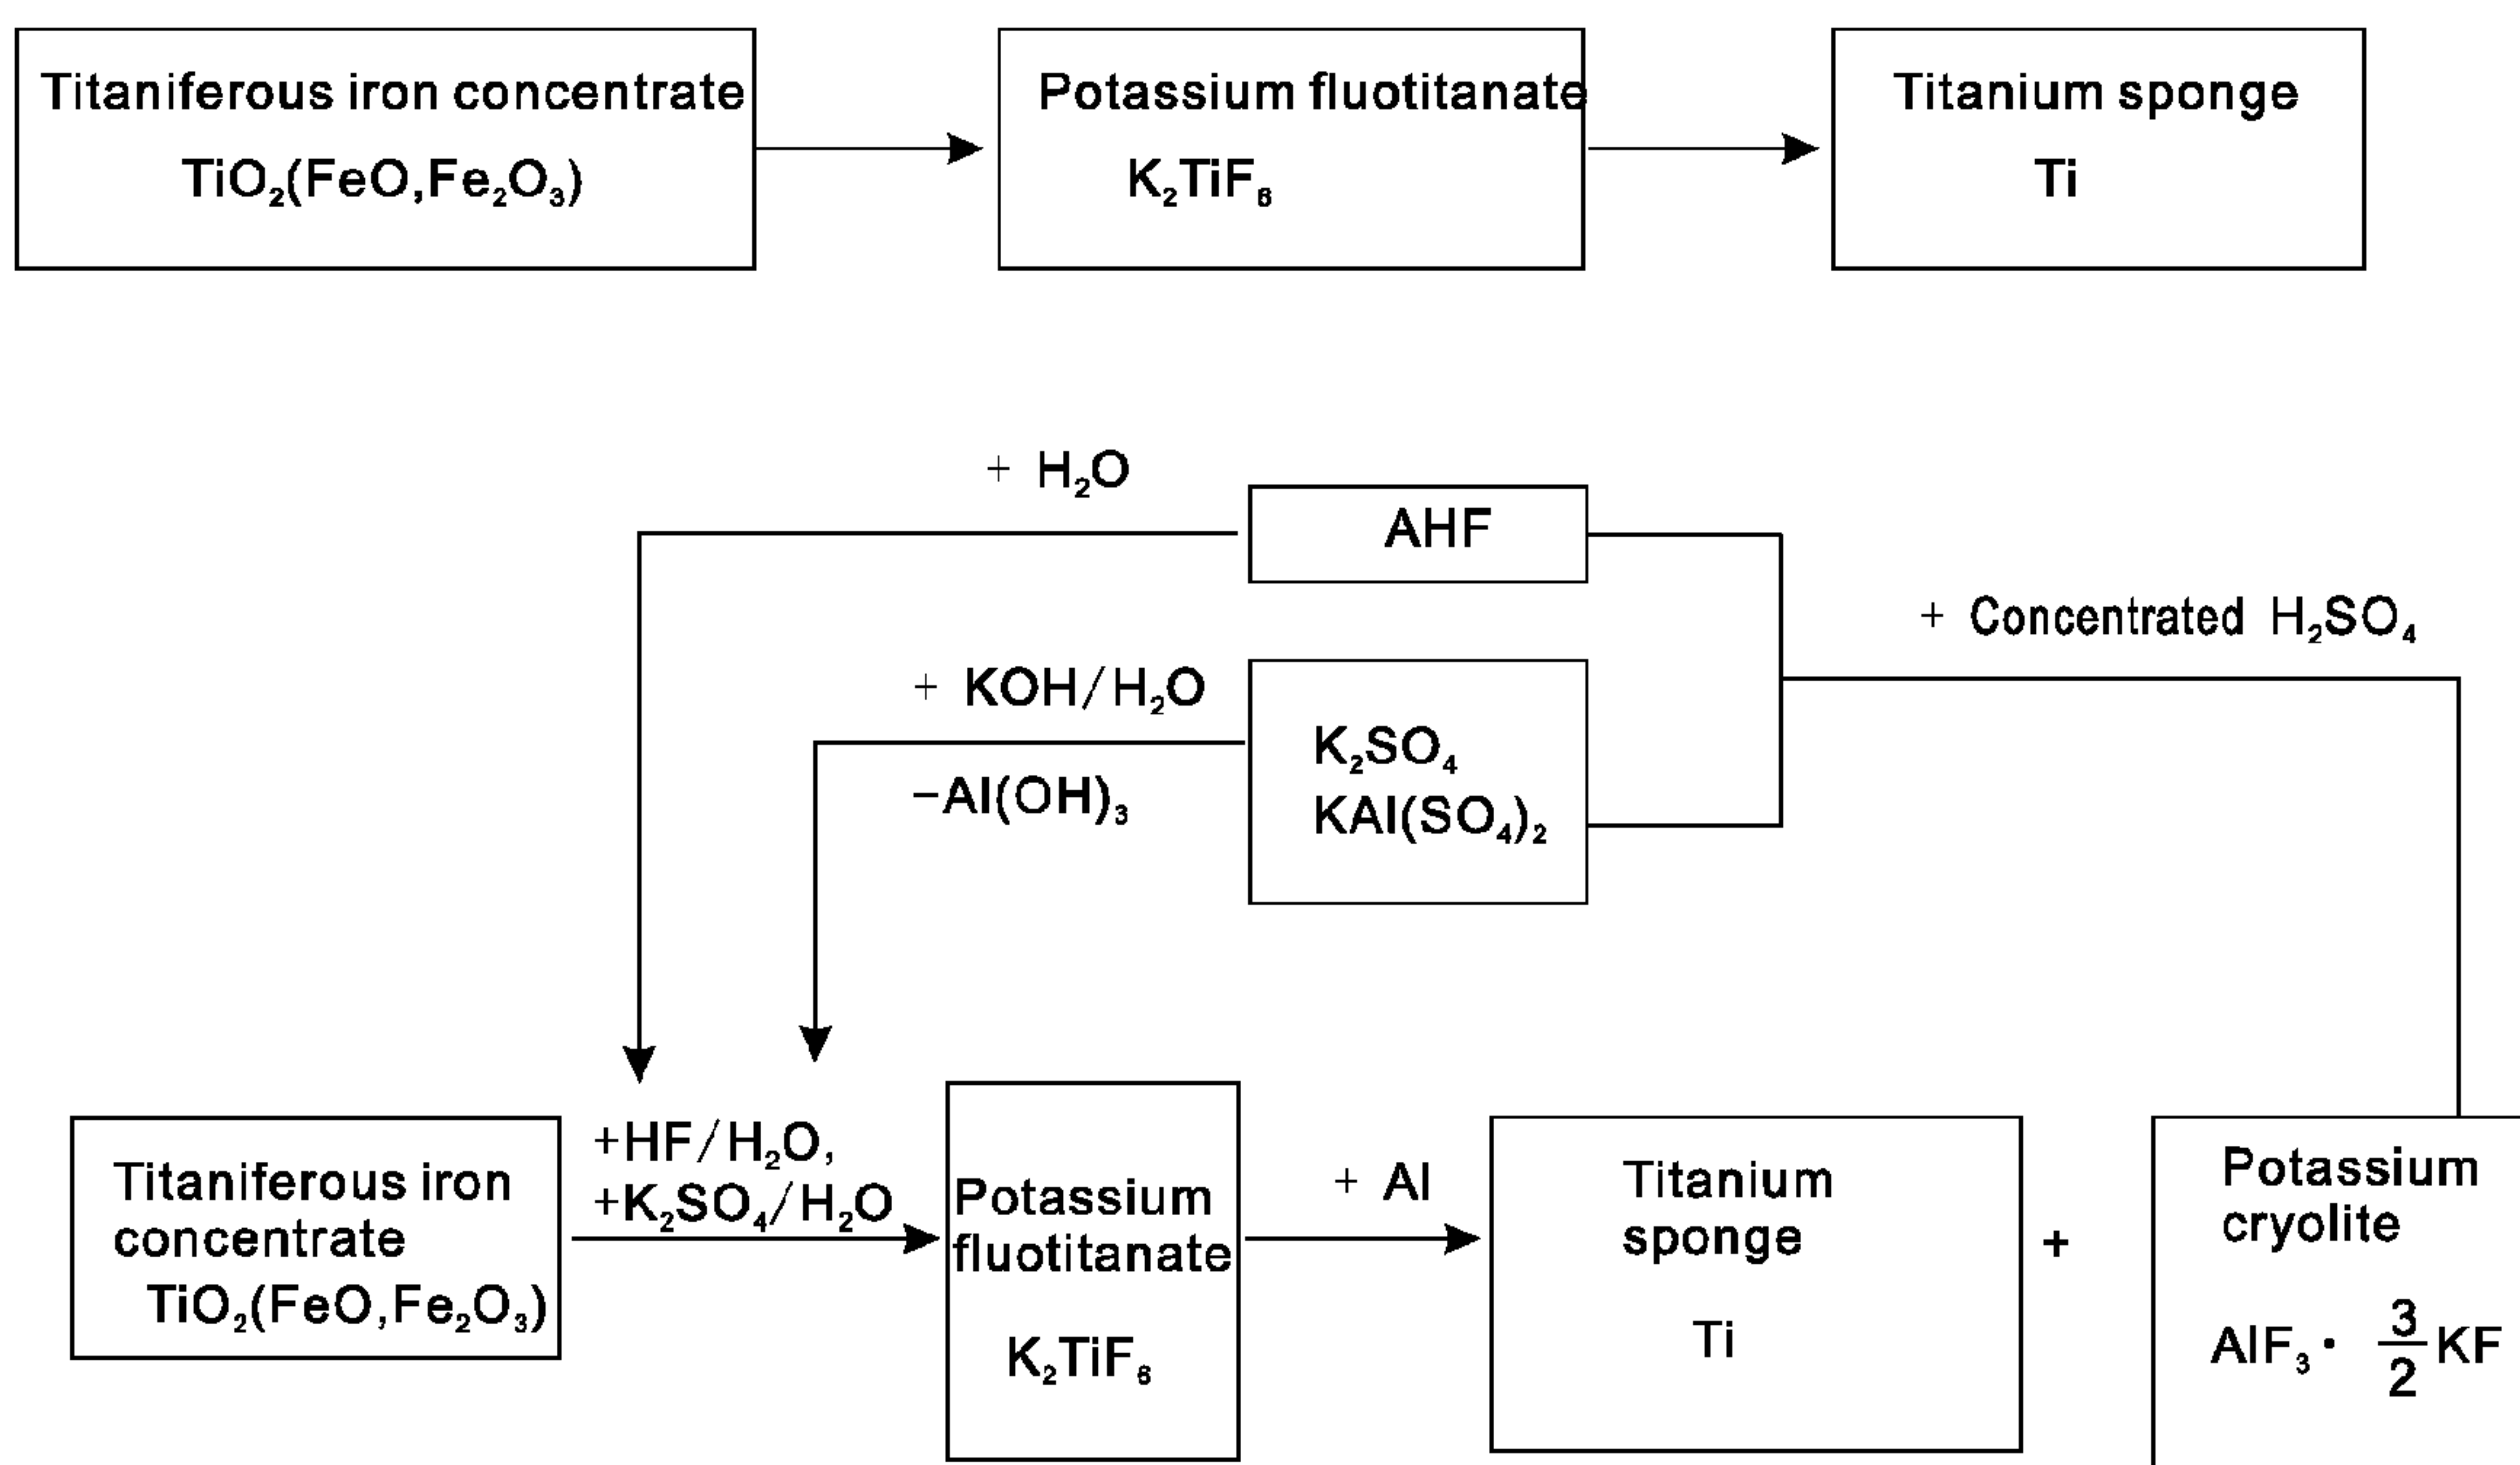 Titaniferous iron concentrate
TiO₂(FeO,Fe₂O₃)
Potassium fluotitanate
K₂TiF₆
Titanium sponge
Ti
+ H₂O
AHF
+ Concentrated H₂SO₄
+ KOH/H₂O
−Al(OH)₃
K₂SO₄
KAl(SO₄)₂
Titaniferous iron
concentrate
TiO₂(FeO,Fe₂O₃)
+HF/H₂O,
+K₂SO₄/H₂O
Potassium
fluotitanate
K₂TiF₆
+ Al
Titanium
sponge
Ti
+
Potassium
cryolite
AlF₃· 3/2 KF